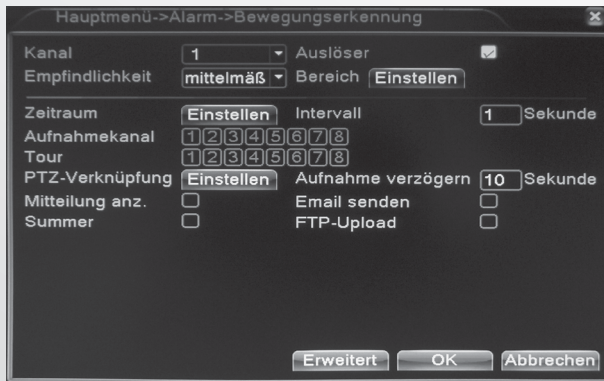 Hauptmenü->Alarm->Bewegungserkennung
Kanal 1 Auslöser
Empfindlichkeit mittelmäß Bereich Einstellen
Zeitraum Einstellen Intervall 1 Sekunde
Aufnahmekanal 1 2 3 4 5 6 7 8
Tour 1 2 3 4 5 6 7 8
PTZ-Verknüpfung Einstellen Aufnahme verzögern 10 Sekunde
Mitteilung anz. Email senden
Summer FTP-Upload
Erweitert OK Abbrechen